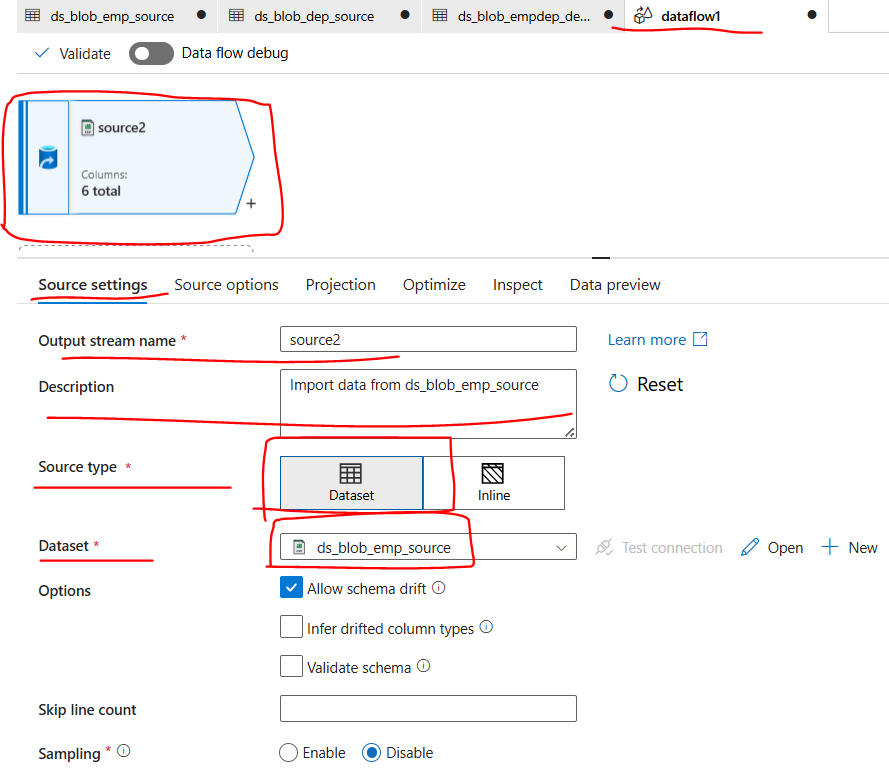 ds_blob_emp_source ds_blob_dep_source ds_blob_empdep_de... dataflow1
Validate Data flow debug
source2
Columns:
6 total
+
Source settings Source options Projection Optimize Inspect Data preview
Output stream name * source2 Learn more
Description Import data from ds_blob_emp_source Reset
Source type * Dataset Inline
Dataset * ds_blob_emp_source Test connection Open New
Options Allow schema drift
Infer drifted column types
Validate schema
Skip line count
Sampling * Enable Disable